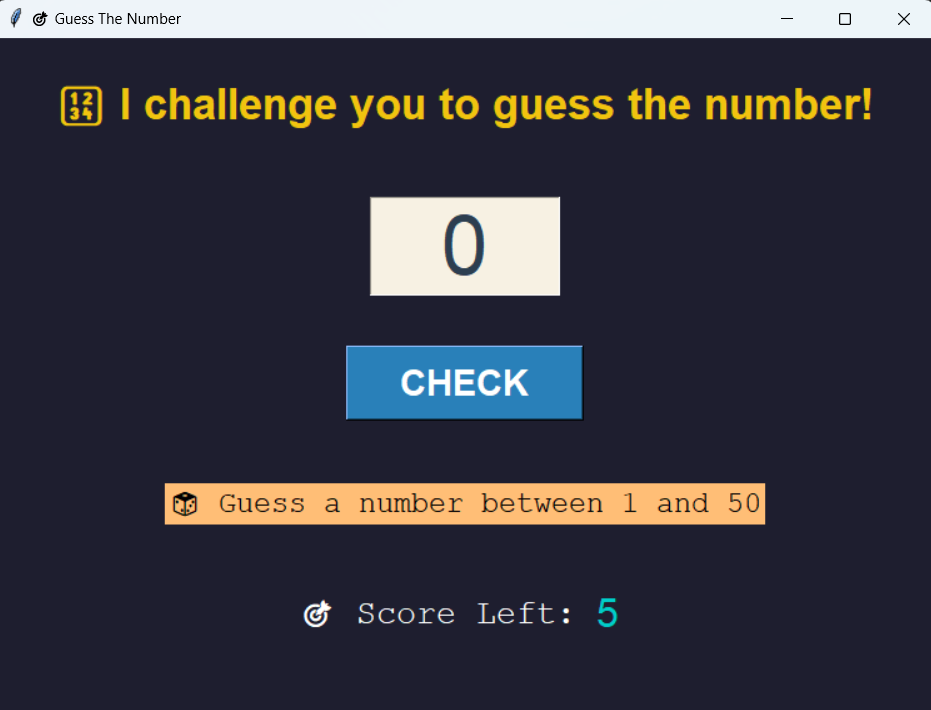 🎯 Guess The Number
🔢 I challenge you to guess the number!
0
CHECK
🎲 Guess a number between 1 and 50
🎯 Score Left: 5